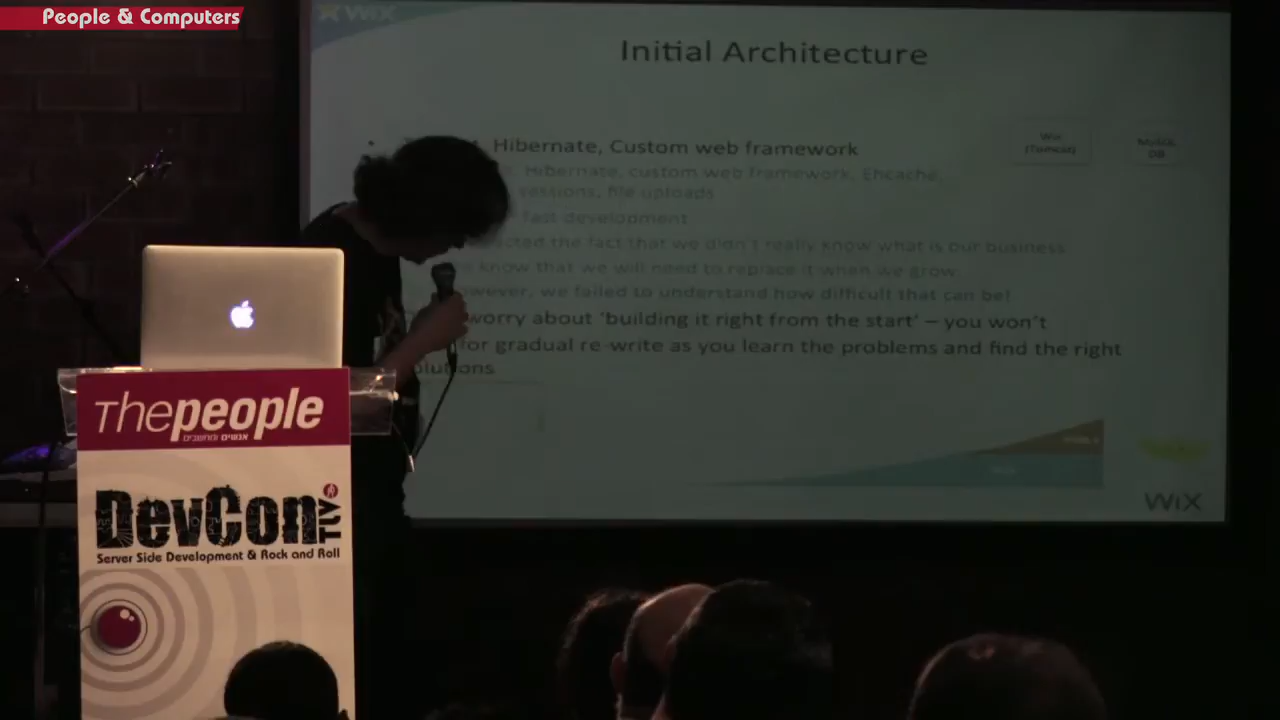 People & Computers
WiX
Initial Architecture
Hibernate, Custom web framework
Hibernate, custom web framework, Ehcache,
sessions, file uploads
fast development
the fact that we didn't really know what is our business
know that we will need to replace it when we grow
we failed to understand how difficult that can be!
worry about 'building it right from the start' – you won't
for gradual re-write as you learn the problems and find the right
Wix
(Tomcat)
MySQL
DB
WiX
Thepeople
אנשים ומחשבים
DevCon TLV
Server Side Development & Rock and Roll